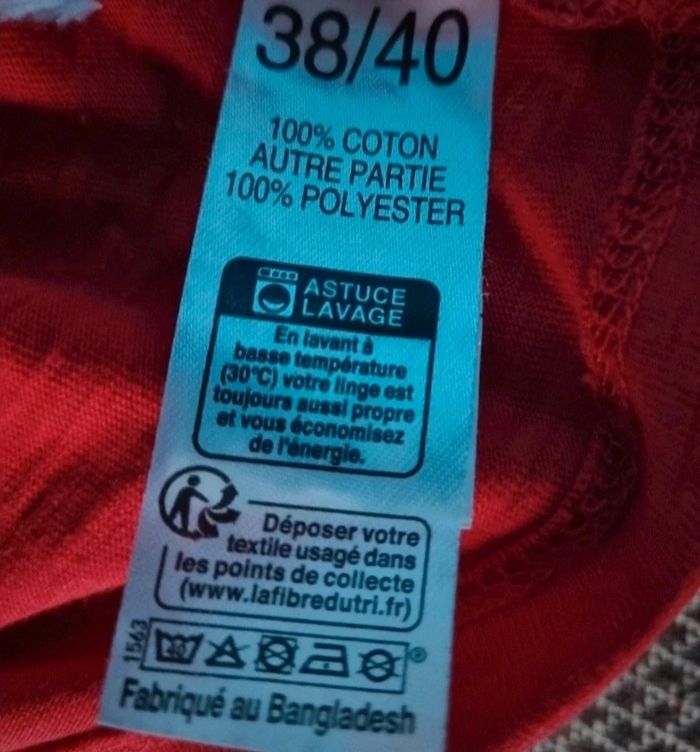 38/40
100% COTON
AUTRE PARTIE
100% POLYESTER
ASTUCE
LAVAGE
En lavant à
basse température
(30°C) votre linge est
toujours aussi propre
et vous économisez
de l'énergie.
Déposer votre
textile usagé dans
les points de collecte
(www.lafibredutri.fr)
1563
40
Fabriqué au Bangladesh